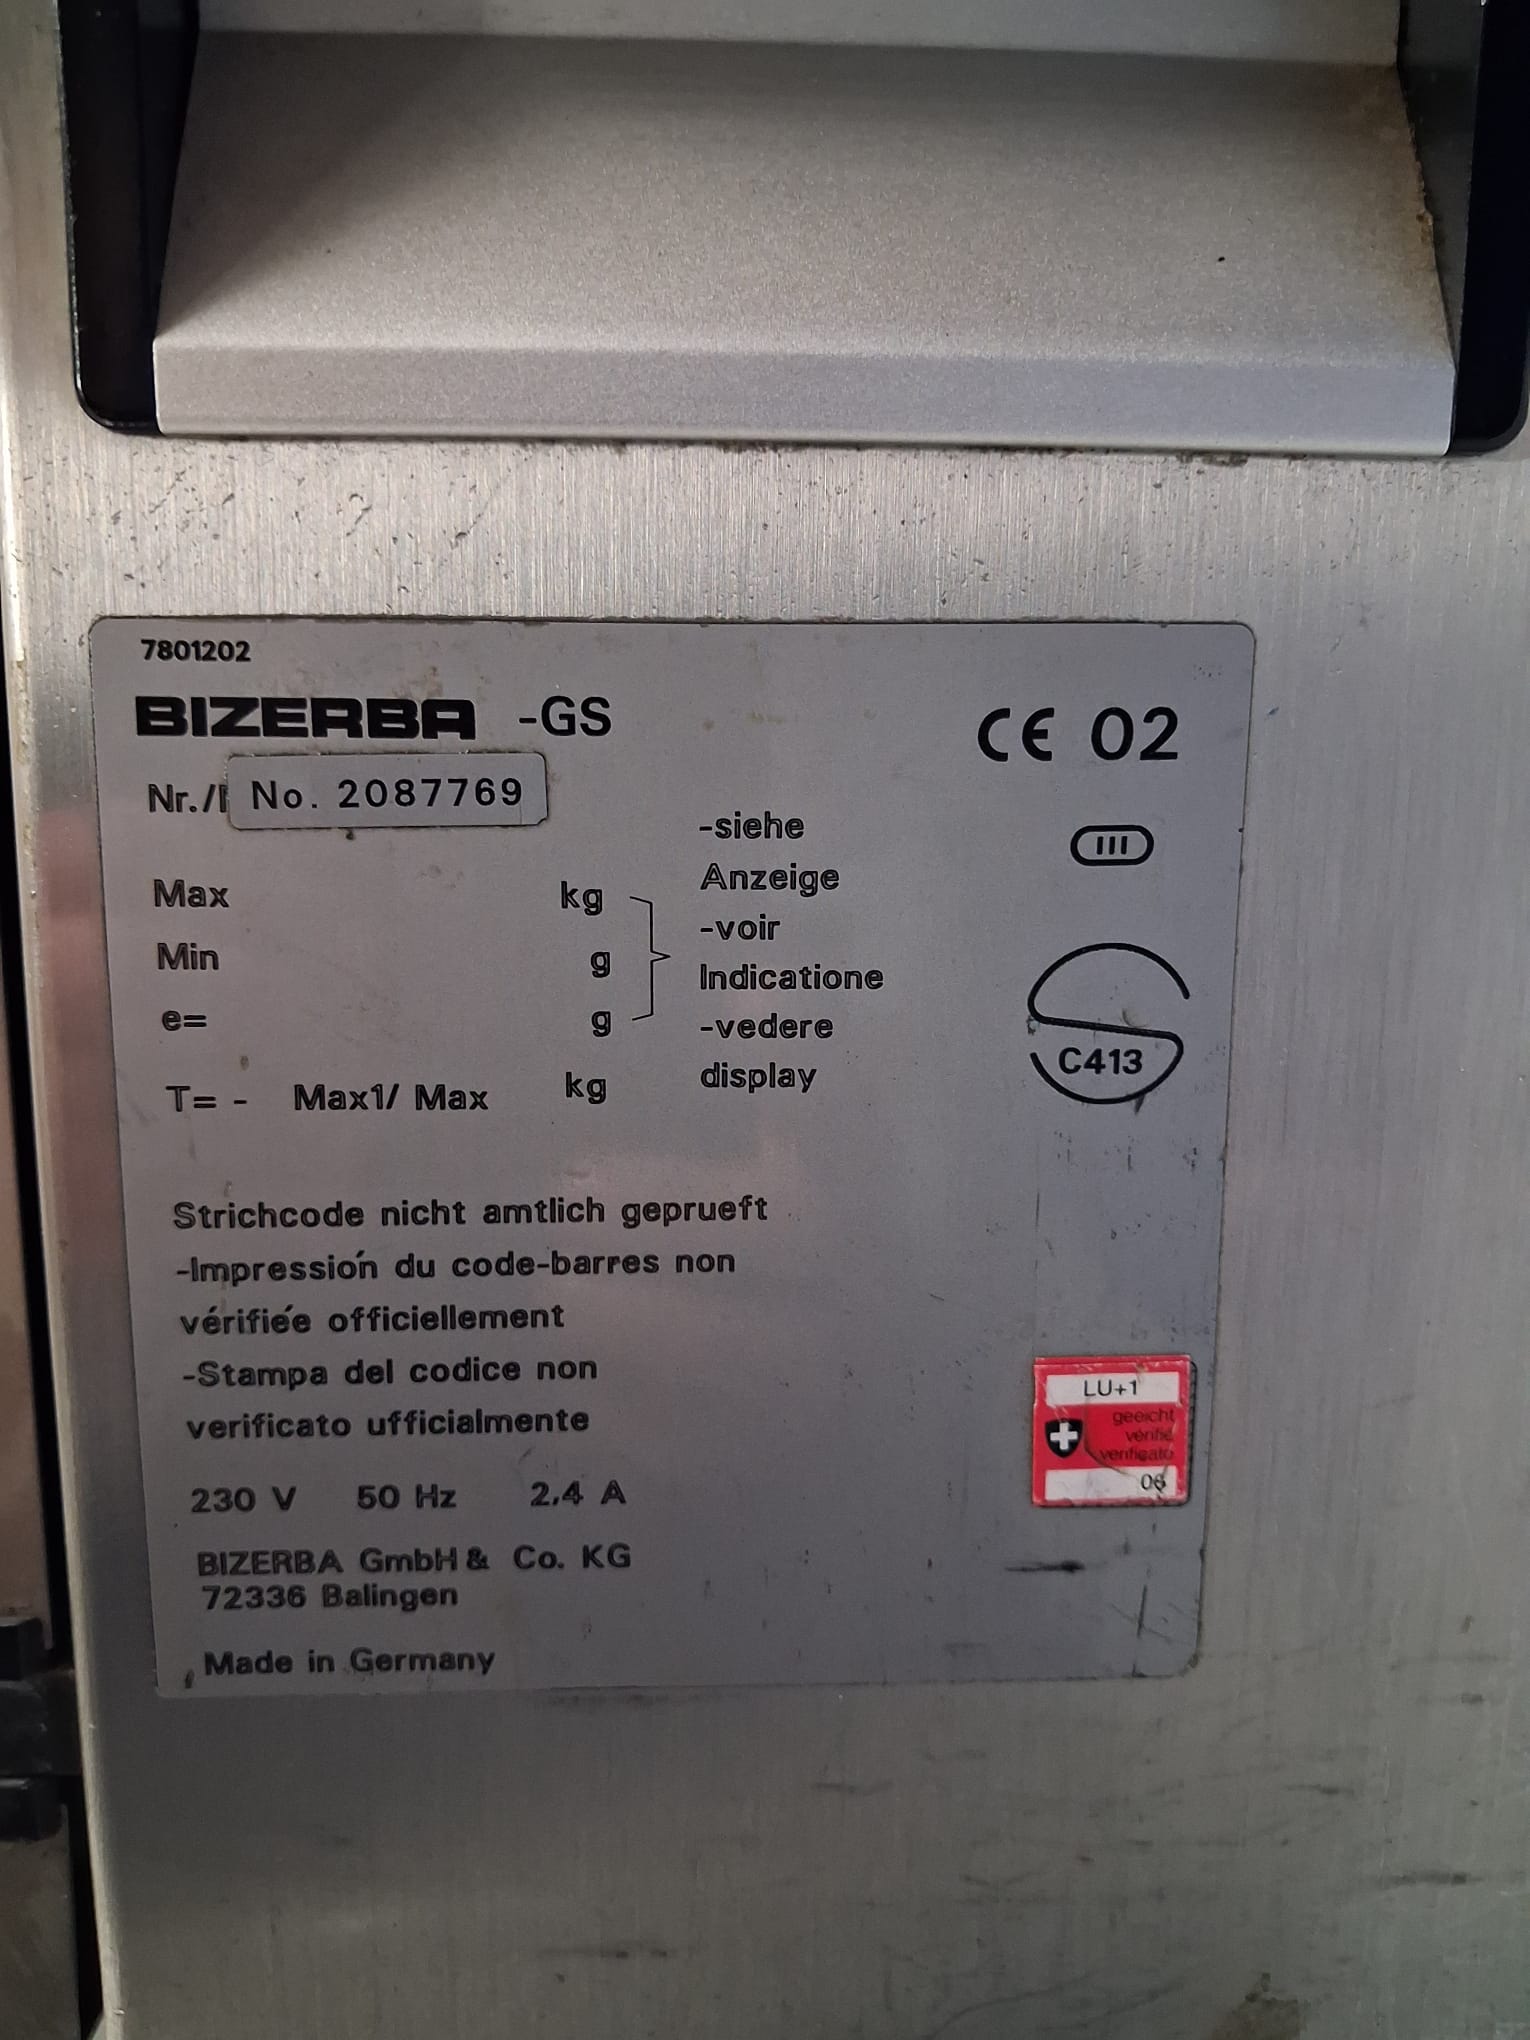 7801202
BIZERBA -GS
CE 02
Nr./ No. 2087769
III
Max kg
Min g
e= g
-siehe
Anzeige
-voir
Indicatione
-vedere
display
T= - Max1/ Max kg
C413
Strichcode nicht amtlich geprueft
-Impressión du code-barres non
vérifiée officiellement
-Stampa del codice non
verificato ufficialmente
LU+1
geeicht
vérifié
verificato
06
230 V 50 Hz 2.4 A
BIZERBA GmbH & Co. KG
72336 Balingen
Made in Germany